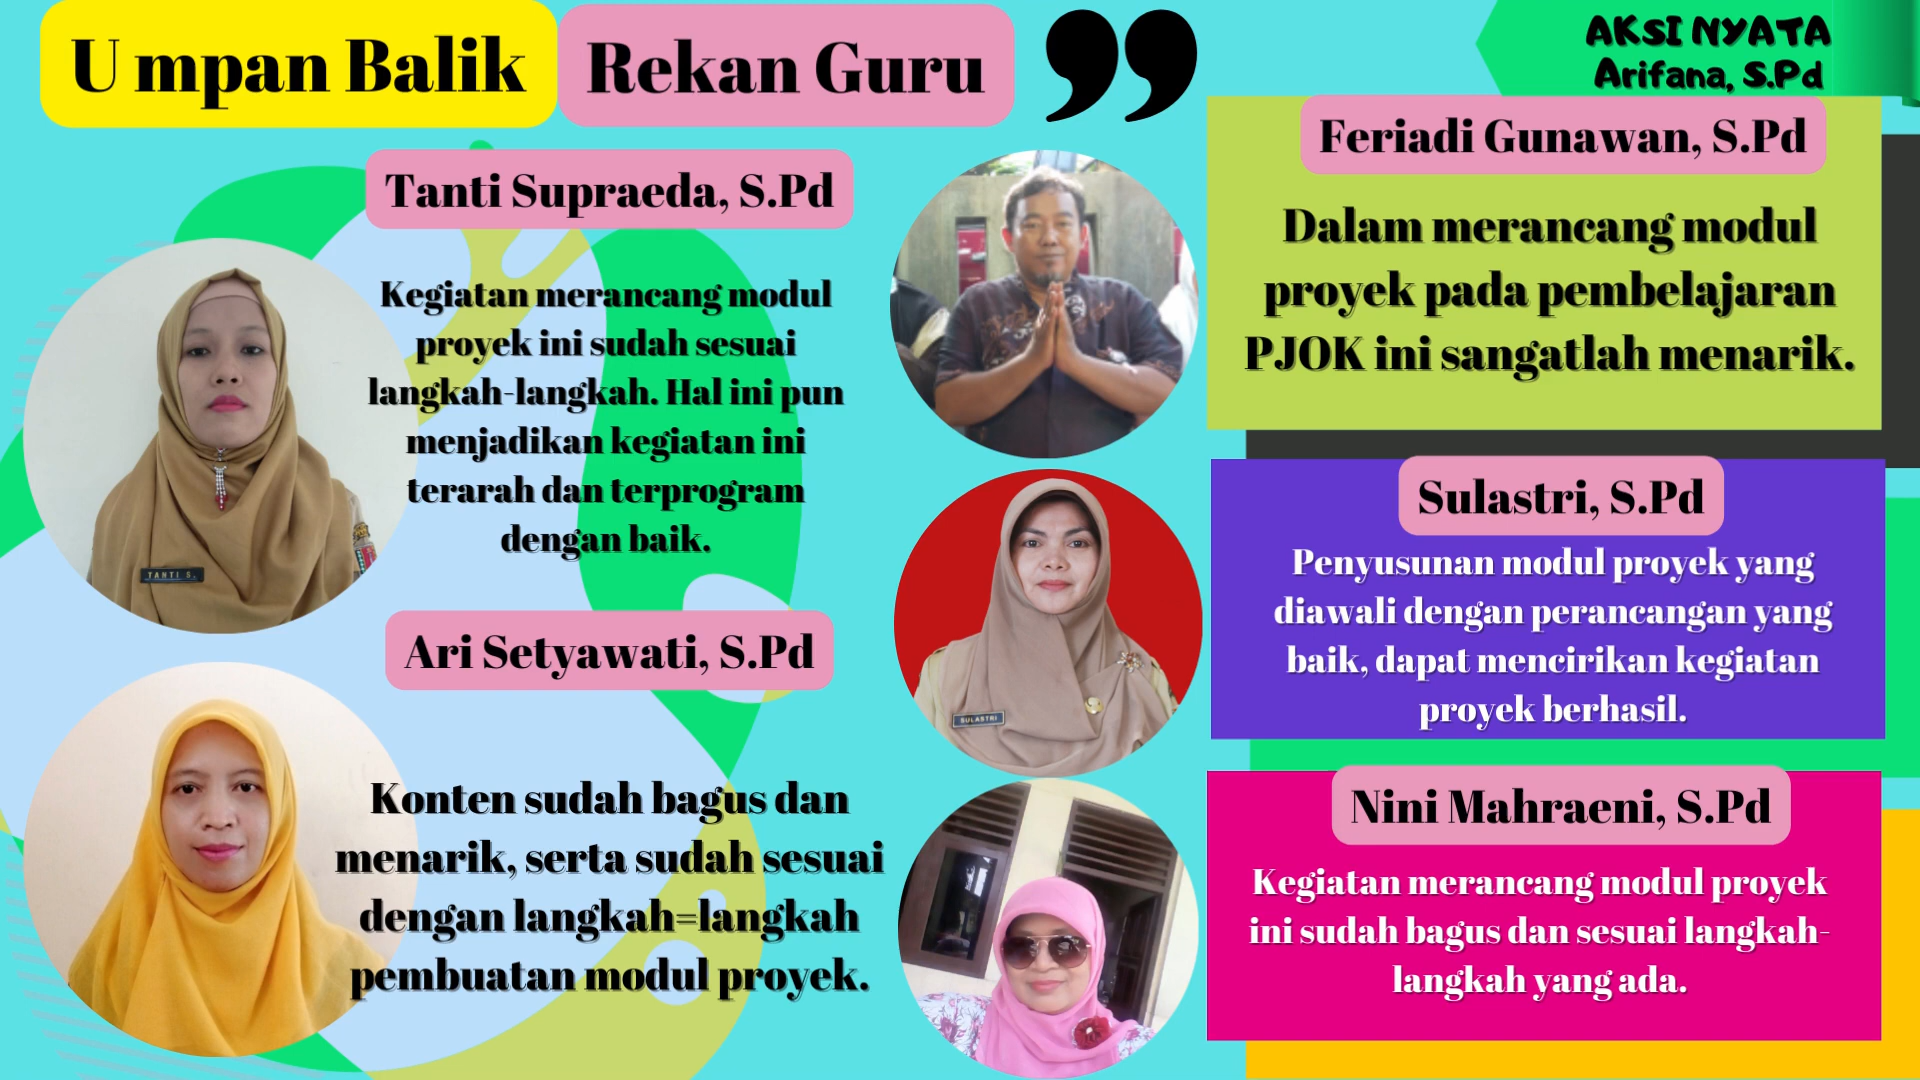 U mpan Balik
Rekan Guru
AKSI NYATA
Arifana, S.Pd
Tanti Supraeda, S.Pd
Kegiatan merancang modul
proyek ini sudah sesuai
langkah-langkah. Hal ini pun
menjadikan kegiatan ini
terarah dan terprogram
dengan baik.
TANTI S.
Ari Setyawati, S.Pd
Konten sudah bagus dan
menarik, serta sudah sesuai
dengan langkah=langkah
pembuatan modul proyek.
Feriadi Gunawan, S.Pd
Dalam merancang modul
proyek pada pembelajaran
PJOK ini sangatlah menarik.
Sulastri, S.Pd
Penyusunan modul proyek yang
diawali dengan perancangan yang
baik, dapat mencirikan kegiatan
proyek berhasil.
SULASTRI
Nini Mahraeni, S.Pd
Kegiatan merancang modul proyek
ini sudah bagus dan sesuai langkah-
langkah yang ada.